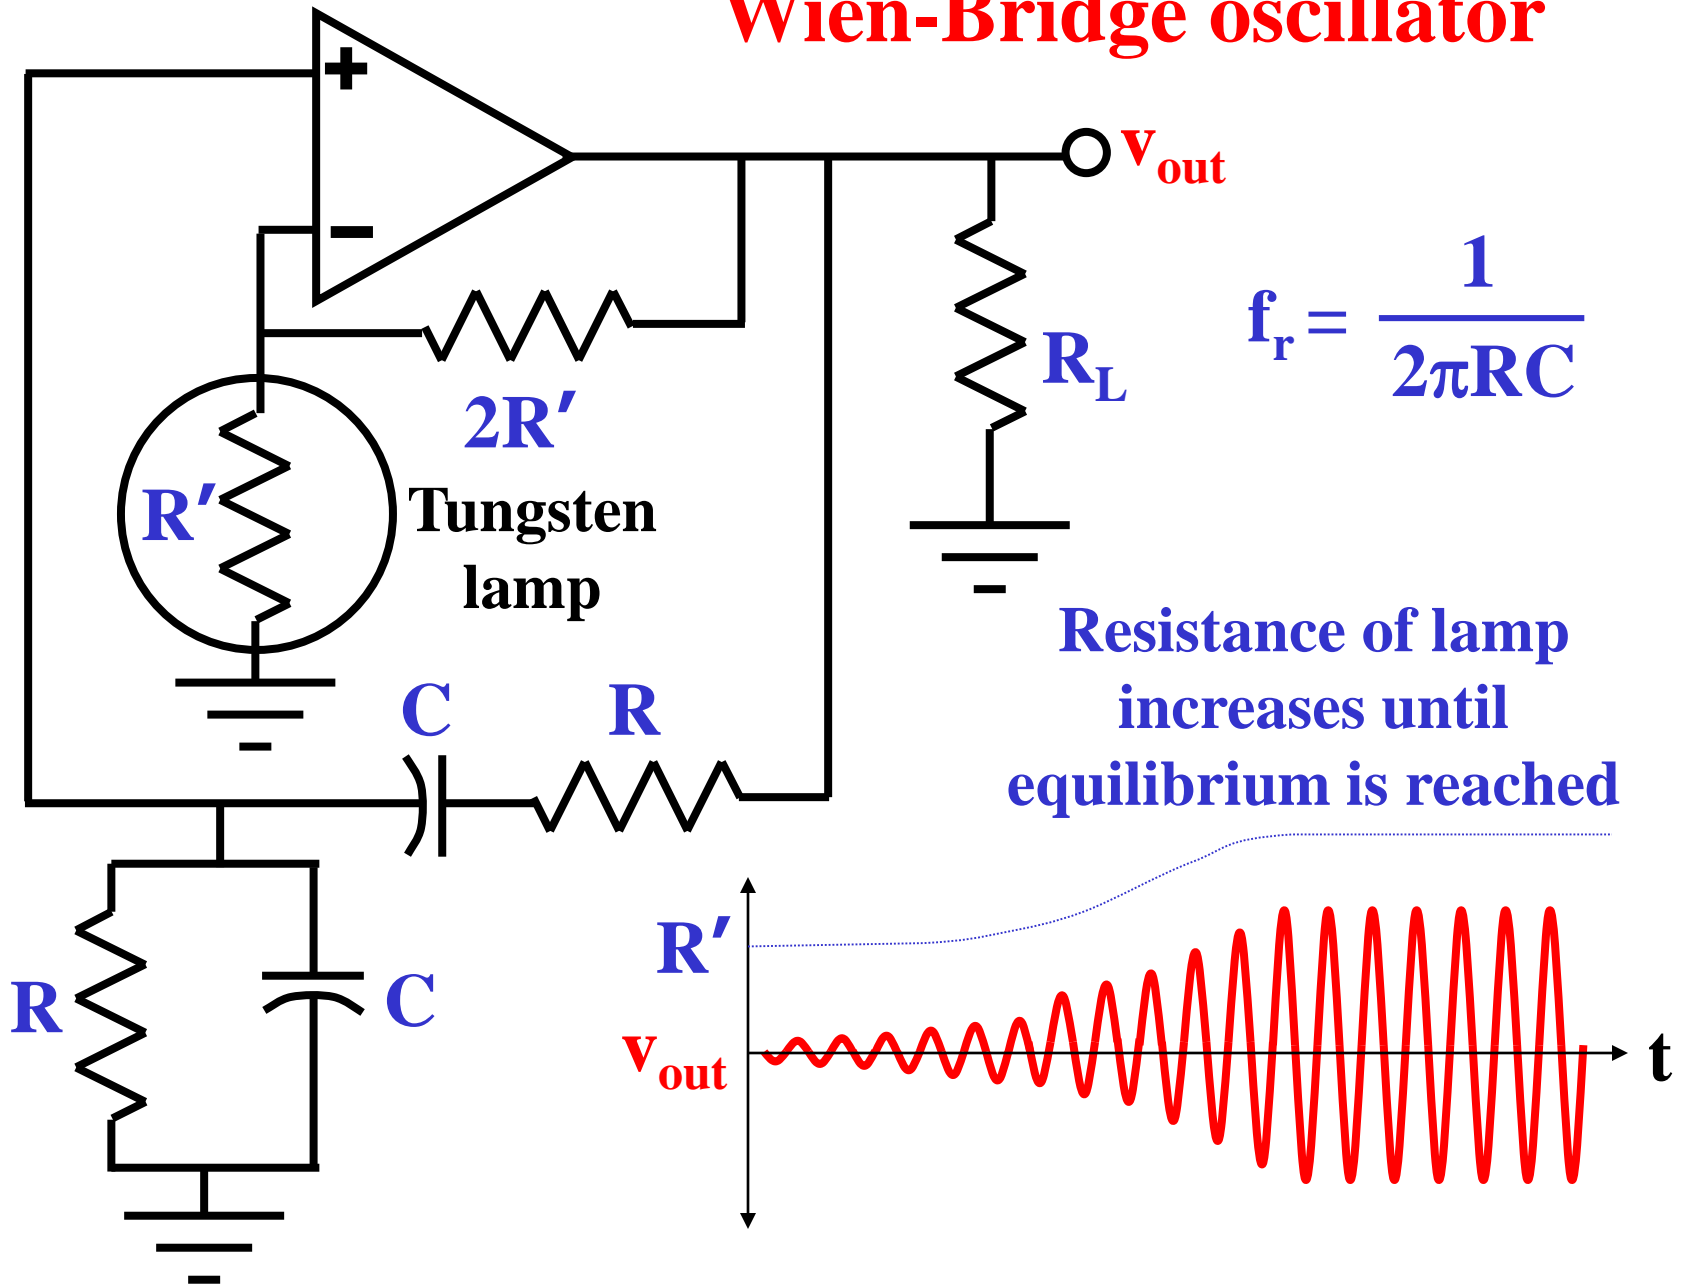 Wien-Bridge oscillator
+
vout
-
1
fr =
2πRC
RL
2R′
R′
Tungsten
lamp
Resistance of lamp
increases until
equilibrium is reached
C
R
R
C
R′
vout
t